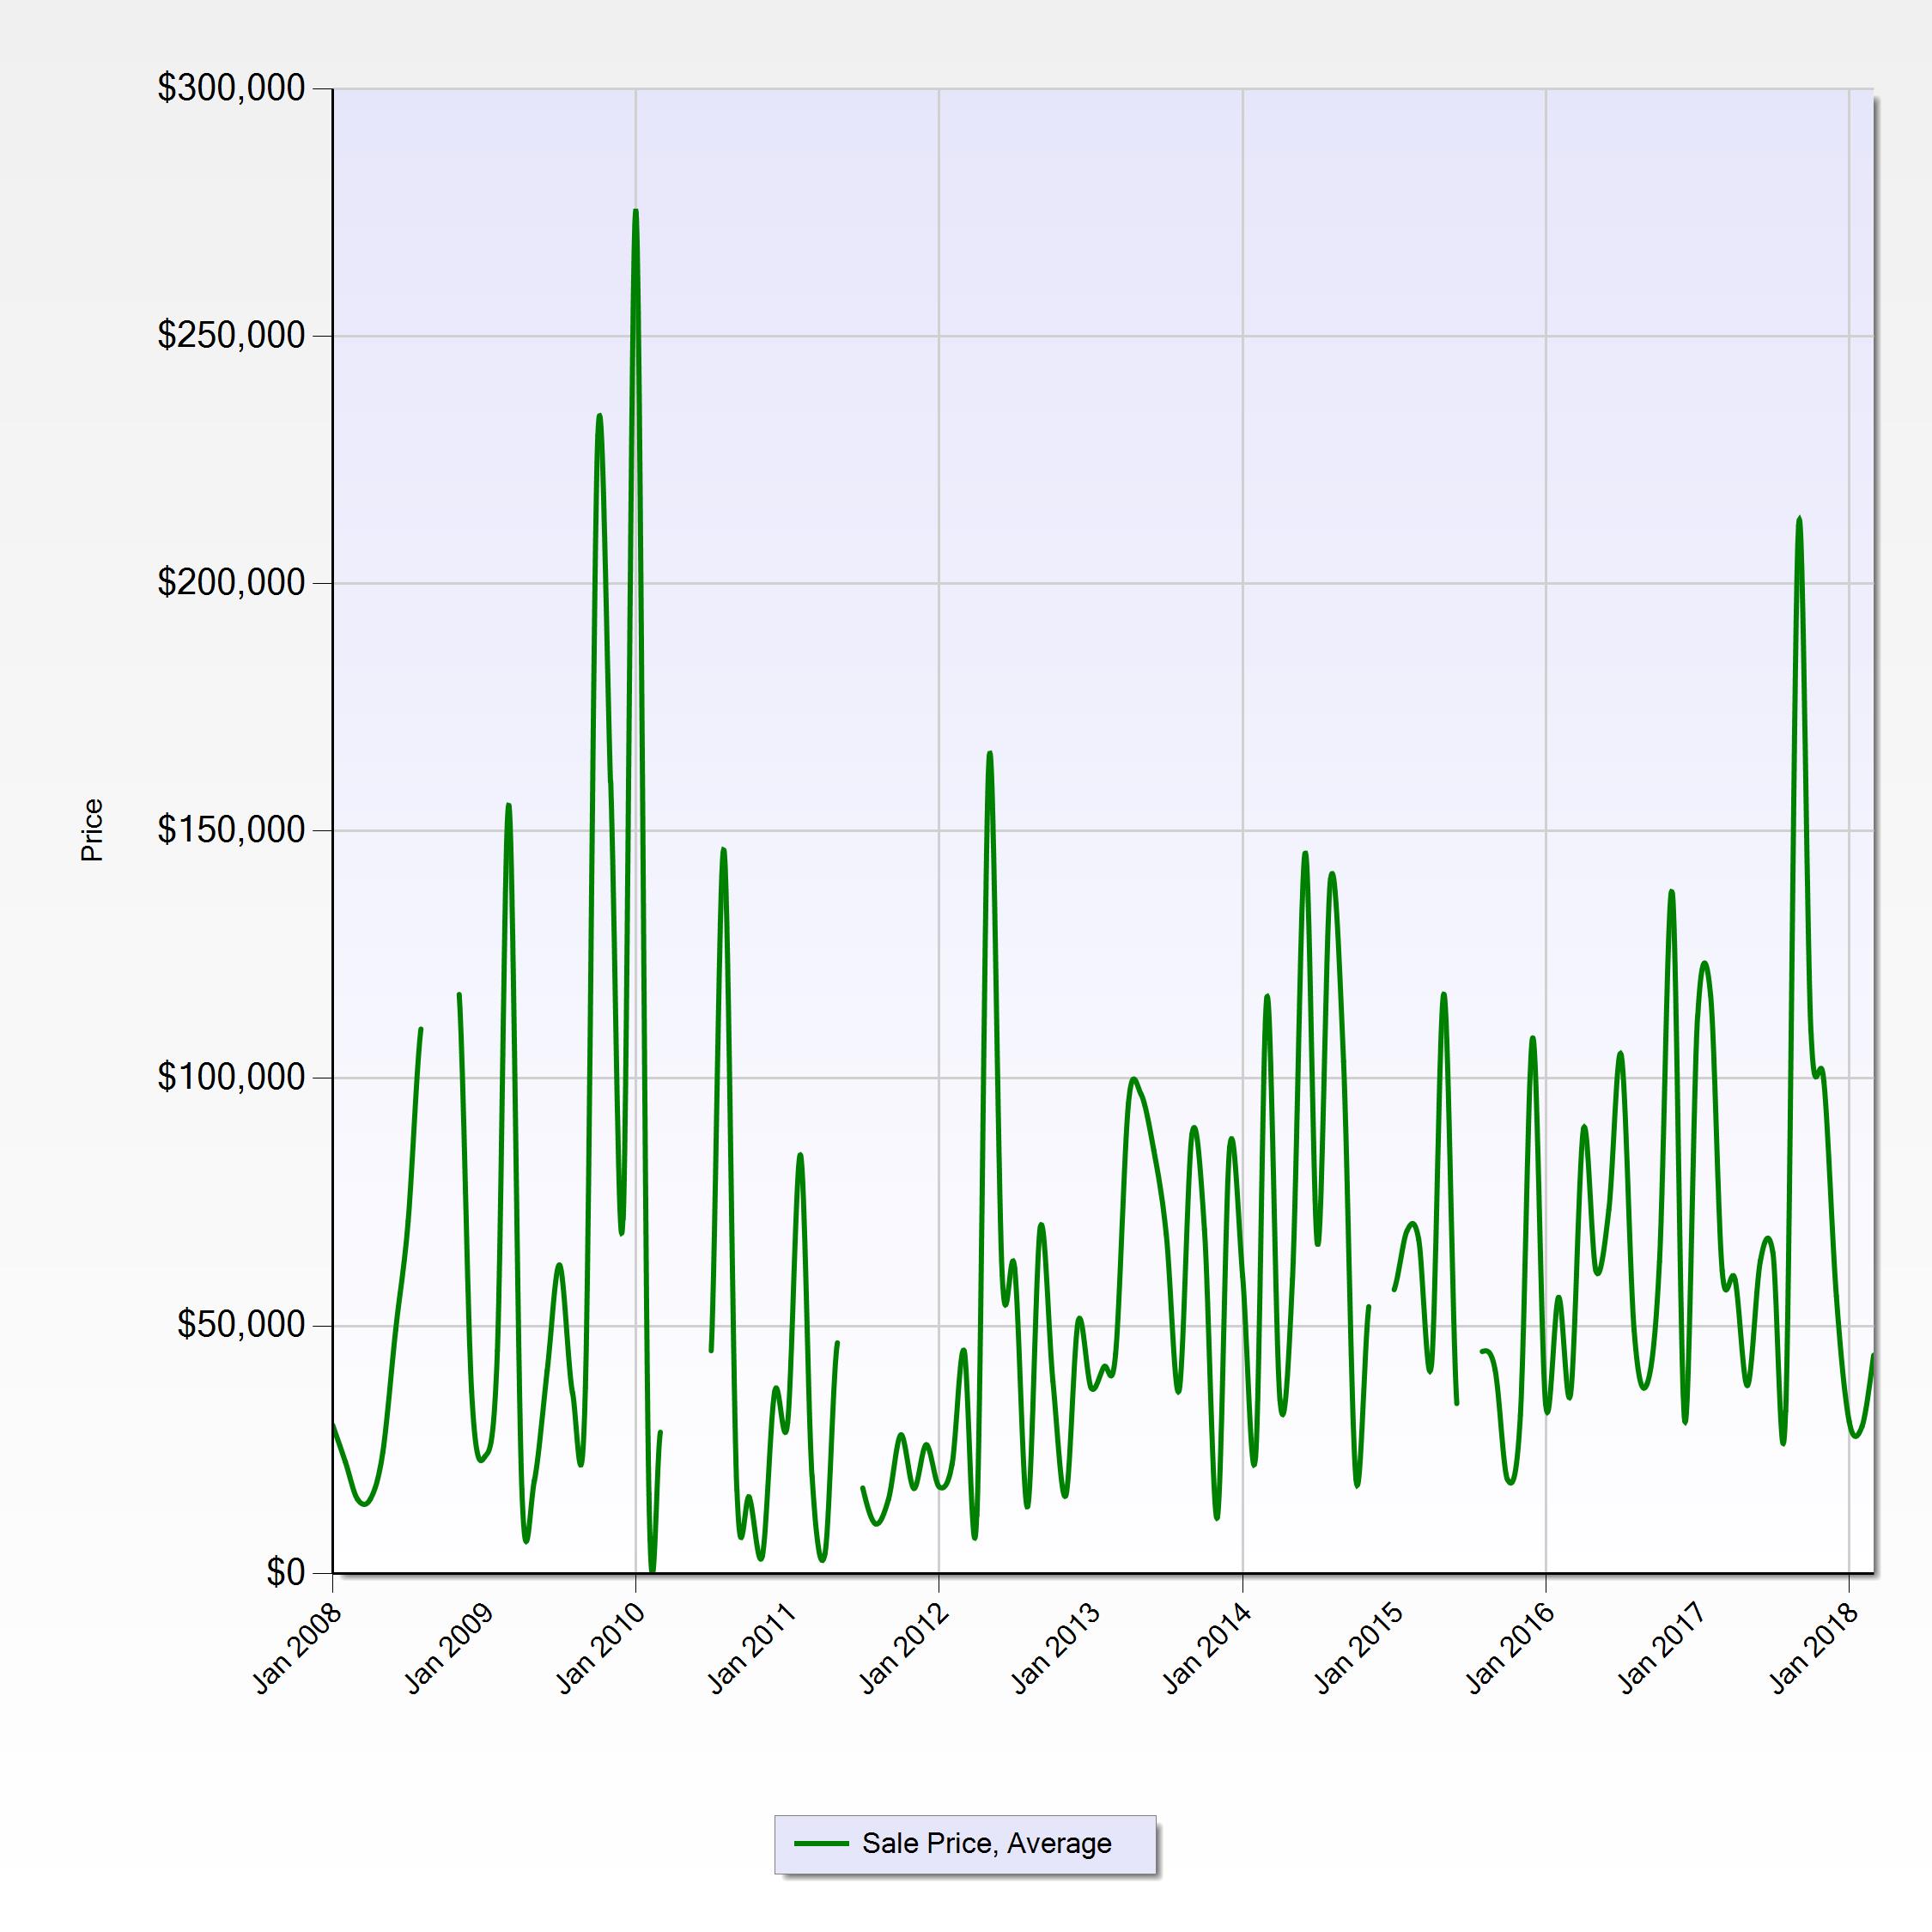 $300,000
$250,000
$200,000
$150,000
$100,000
$50,000
$0
Price
Jan 2008
Jan 2009
Jan 2010
Jan 2011
Jan 2012
Jan 2013
Jan 2014
Jan 2015
Jan 2016
Jan 2017
Jan 2018
Sale Price, Average